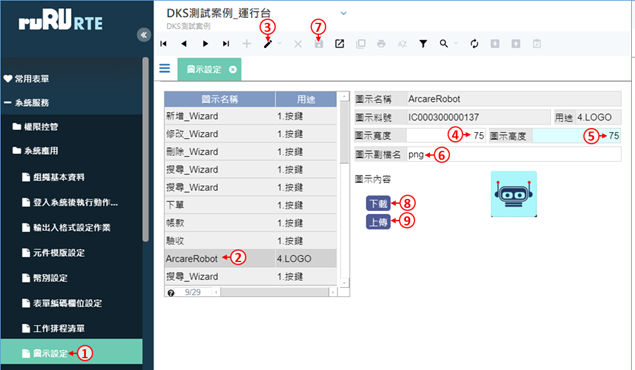 ruRU RTE
DKS測試案例_運行台
DKS測試案例
③
⑦
常用表單
系統服務
權限控管
系統應用
組織基本資料
登入系統後執行動作...
輸出入格式設定作業
元件模版設定
幣別設定
表單編碼欄位設定
工作排程清單
圖示設定 ①
圖示設定
圖示名稱 用途
新增_Wizard 1.按鍵
修改_Wizard 1.按鍵
刪除_Wizard 1.按鍵
搜尋_Wizard 1.按鍵
搜尋_Wizard 1.按鍵
下單 1.按鍵
帳款 1.按鍵
驗收 1.按鍵
ArcareRobot ② 4.LOGO
搜尋_Wizard 1.按鍵
9/29
圖示名稱 ArcareRobot
圖示料號 IC000300000137 用途 4.LOGO
圖示寬度 ④ 75 圖示高度 ⑤ 75
圖示副檔名 png ⑥
圖示內容
下載 ⑧
上傳 ⑨